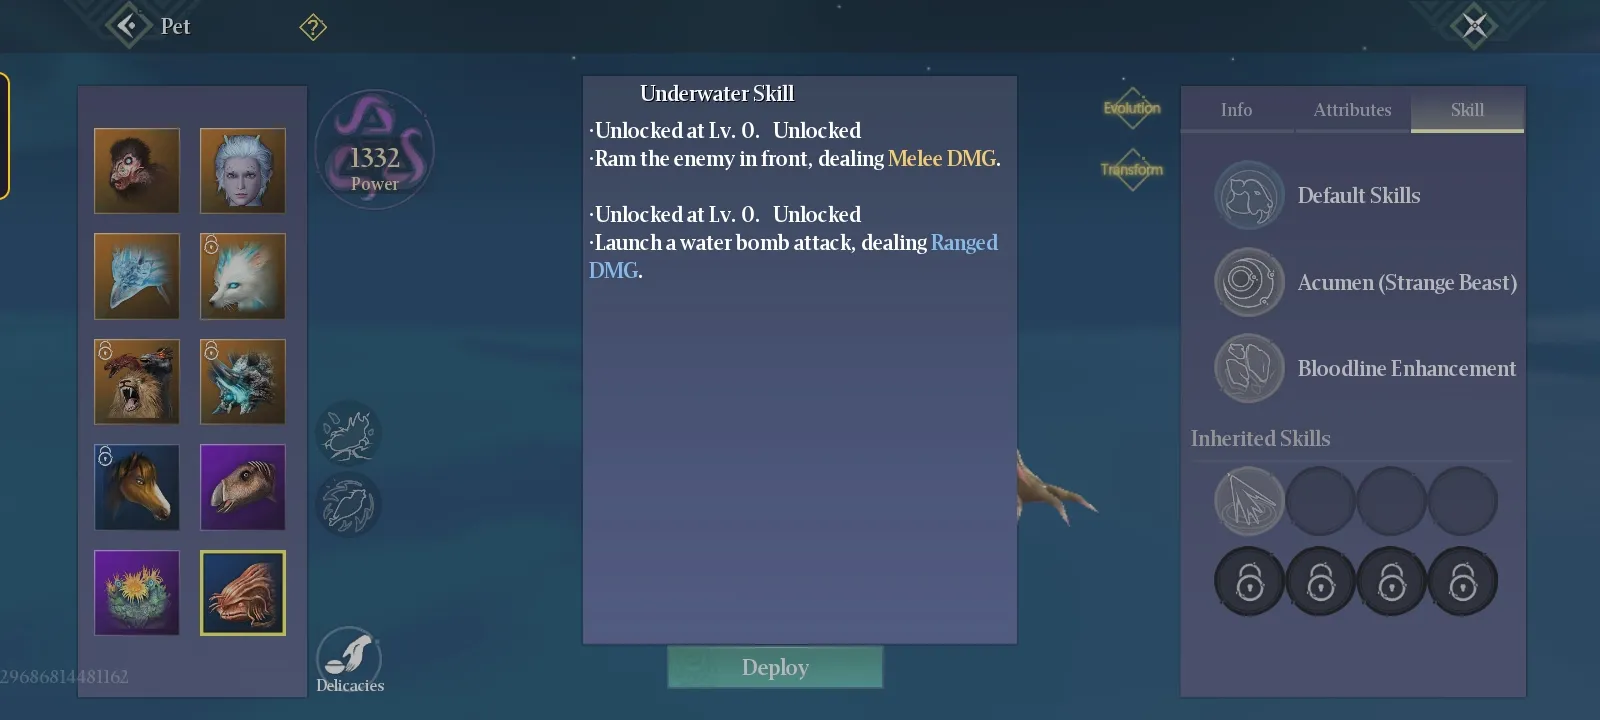 Pet
?
Underwater Skill
·Unlocked at Lv. 0. Unlocked
·Ram the enemy in front, dealing Melee DMG.
·Unlocked at Lv. 0. Unlocked
·Launch a water bomb attack, dealing Ranged
DMG.
1332
Power
Evolution
Transform
Info
Attributes
Skill
Default Skills
Acumen (Strange Beast)
Bloodline Enhancement
Inherited Skills
Delicacies
Deploy
29686814481162